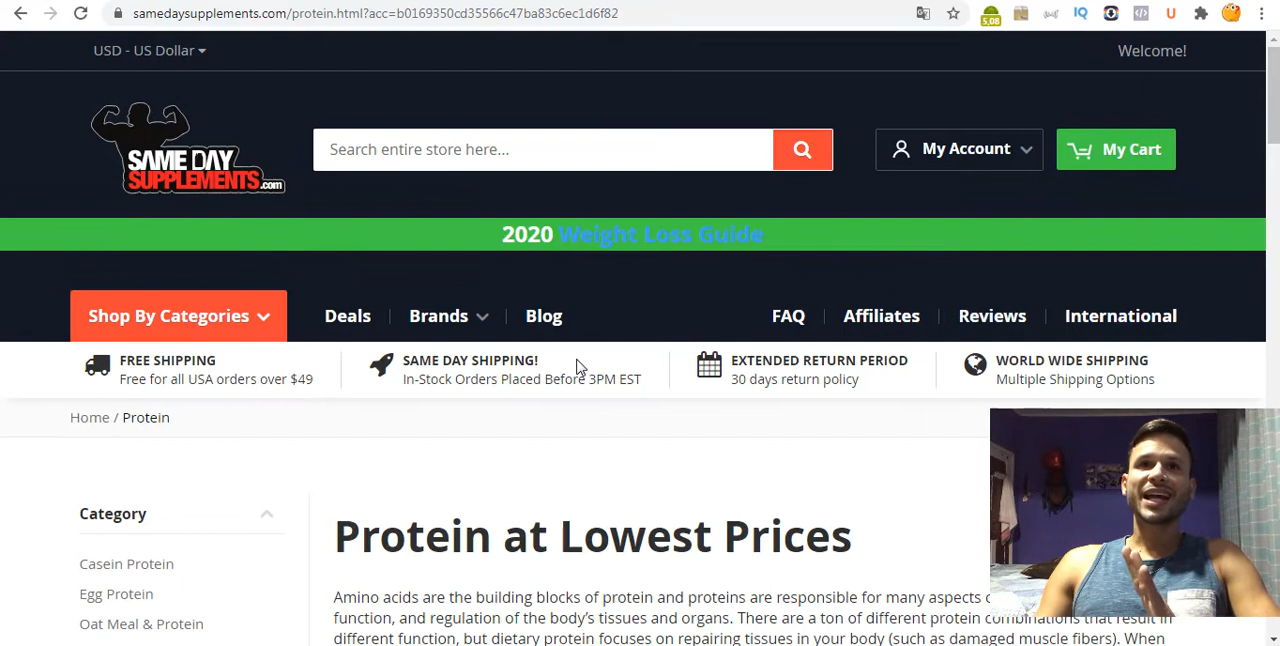 samedaysupplements.com/protein.html?acc=b0169350cd35566c47ba83c6ec1d6f82
5,08
IQ
U
USD - US Dollar
Welcome!
SAME DAY
SUPPLEMENTS.com
Search entire store here...
My Account
My Cart
2020 Weight Loss Guide
Shop By Categories
Deals
Brands
Blog
FAQ
Affiliates
Reviews
International
FREE SHIPPING
Free for all USA orders over $49
SAME DAY SHIPPING!
In-Stock Orders Placed Before 3PM EST
EXTENDED RETURN PERIOD
30 days return policy
WORLD WIDE SHIPPING
Multiple Shipping Options
Home / Protein
Category
Casein Protein
Egg Protein
Oat Meal & Protein
Protein at Lowest Prices
Amino acids are the building blocks of protein and proteins are responsible for many aspects
function, and regulation of the body's tissues and organs. There are a ton of different protein combinations that result in
different function, but dietary protein focuses on repairing tissues in your body (such as damaged muscle fibers). When